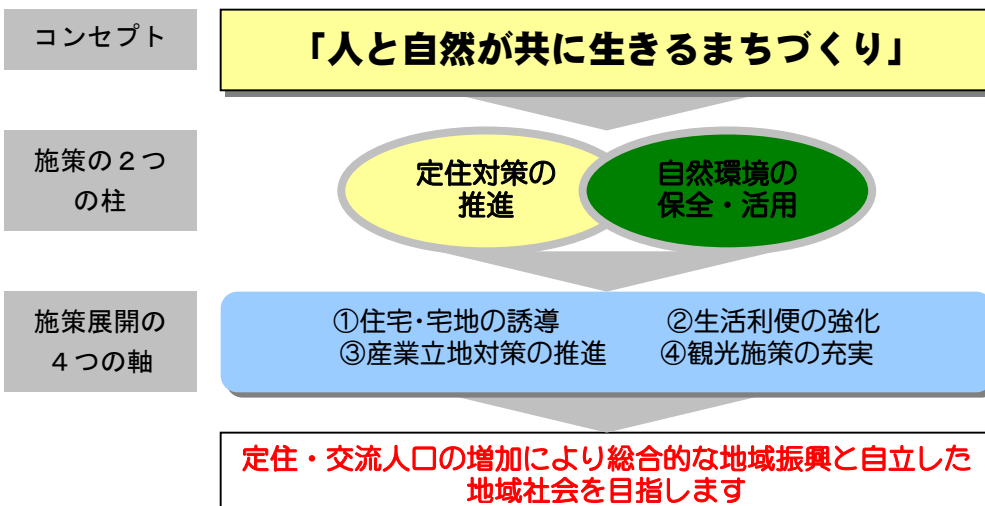 コンセプト
「人と自然が共に生きるまちづくり」
施策の２つ
の柱
定住対策の
推進
自然環境の
保全・活用
施策展開の
４つの軸
①住宅・宅地の誘導 ②生活利便の強化
③産業立地対策の推進 ④観光施策の充実
定住・交流人口の増加により総合的な地域振興と自立した
地域社会を目指します